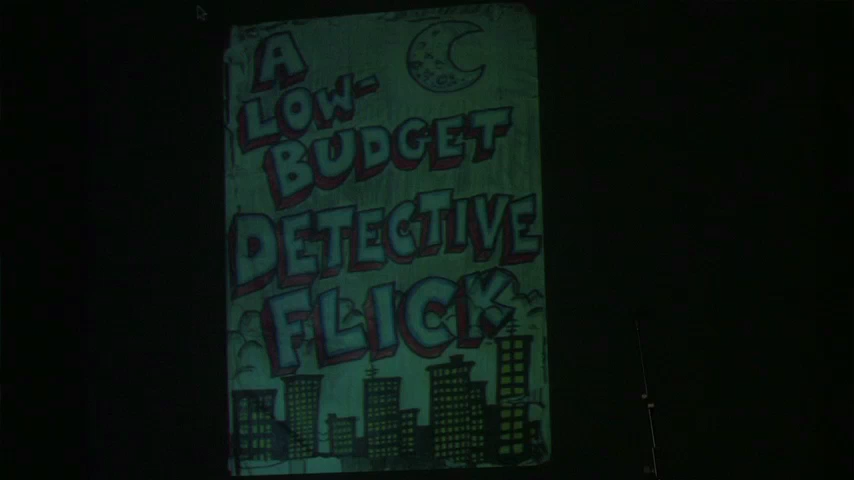 A
LOW-
BUDGET
DETECTIVE
FLICK